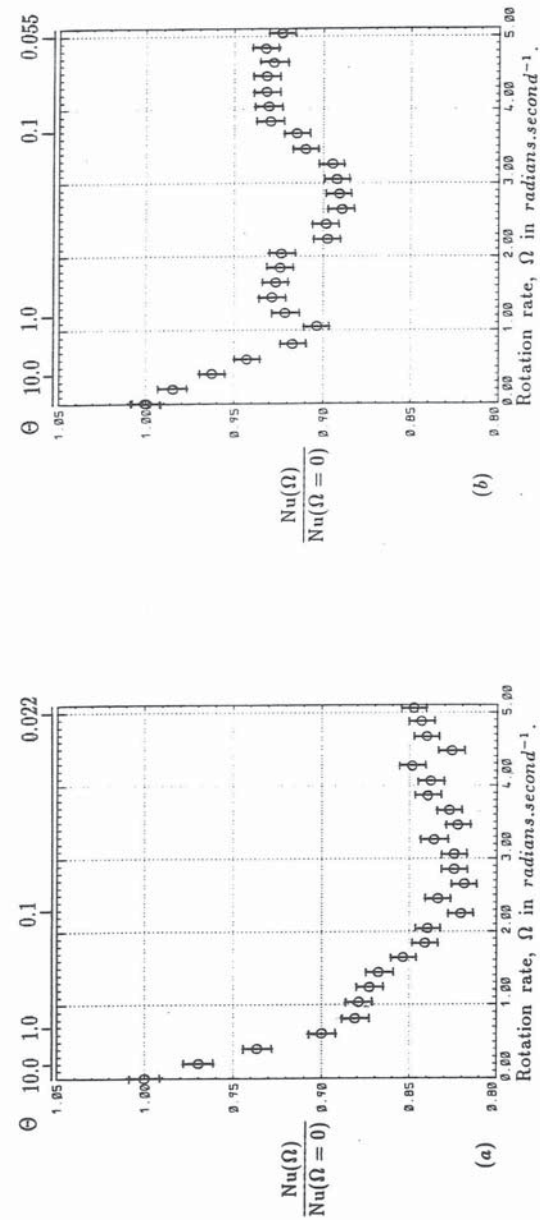 Θ 10.0 1.0 0.1 0.022
1.05
1.000
0.95
Nu(Ω)
Nu(Ω = 0)
0.90
0.85
0.80
0.00 1.00 2.00 3.00 4.00 5.00
(a) Rotation rate, Ω in radians.second⁻¹.
Θ 10.0 1.0 0.1 0.055
1.05
1.000
0.95
Nu(Ω)
Nu(Ω = 0)
0.90
0.85
0.80
0.00 1.00 2.00 3.00 4.00 5.00
(b) Rotation rate, Ω in radians.second⁻¹.